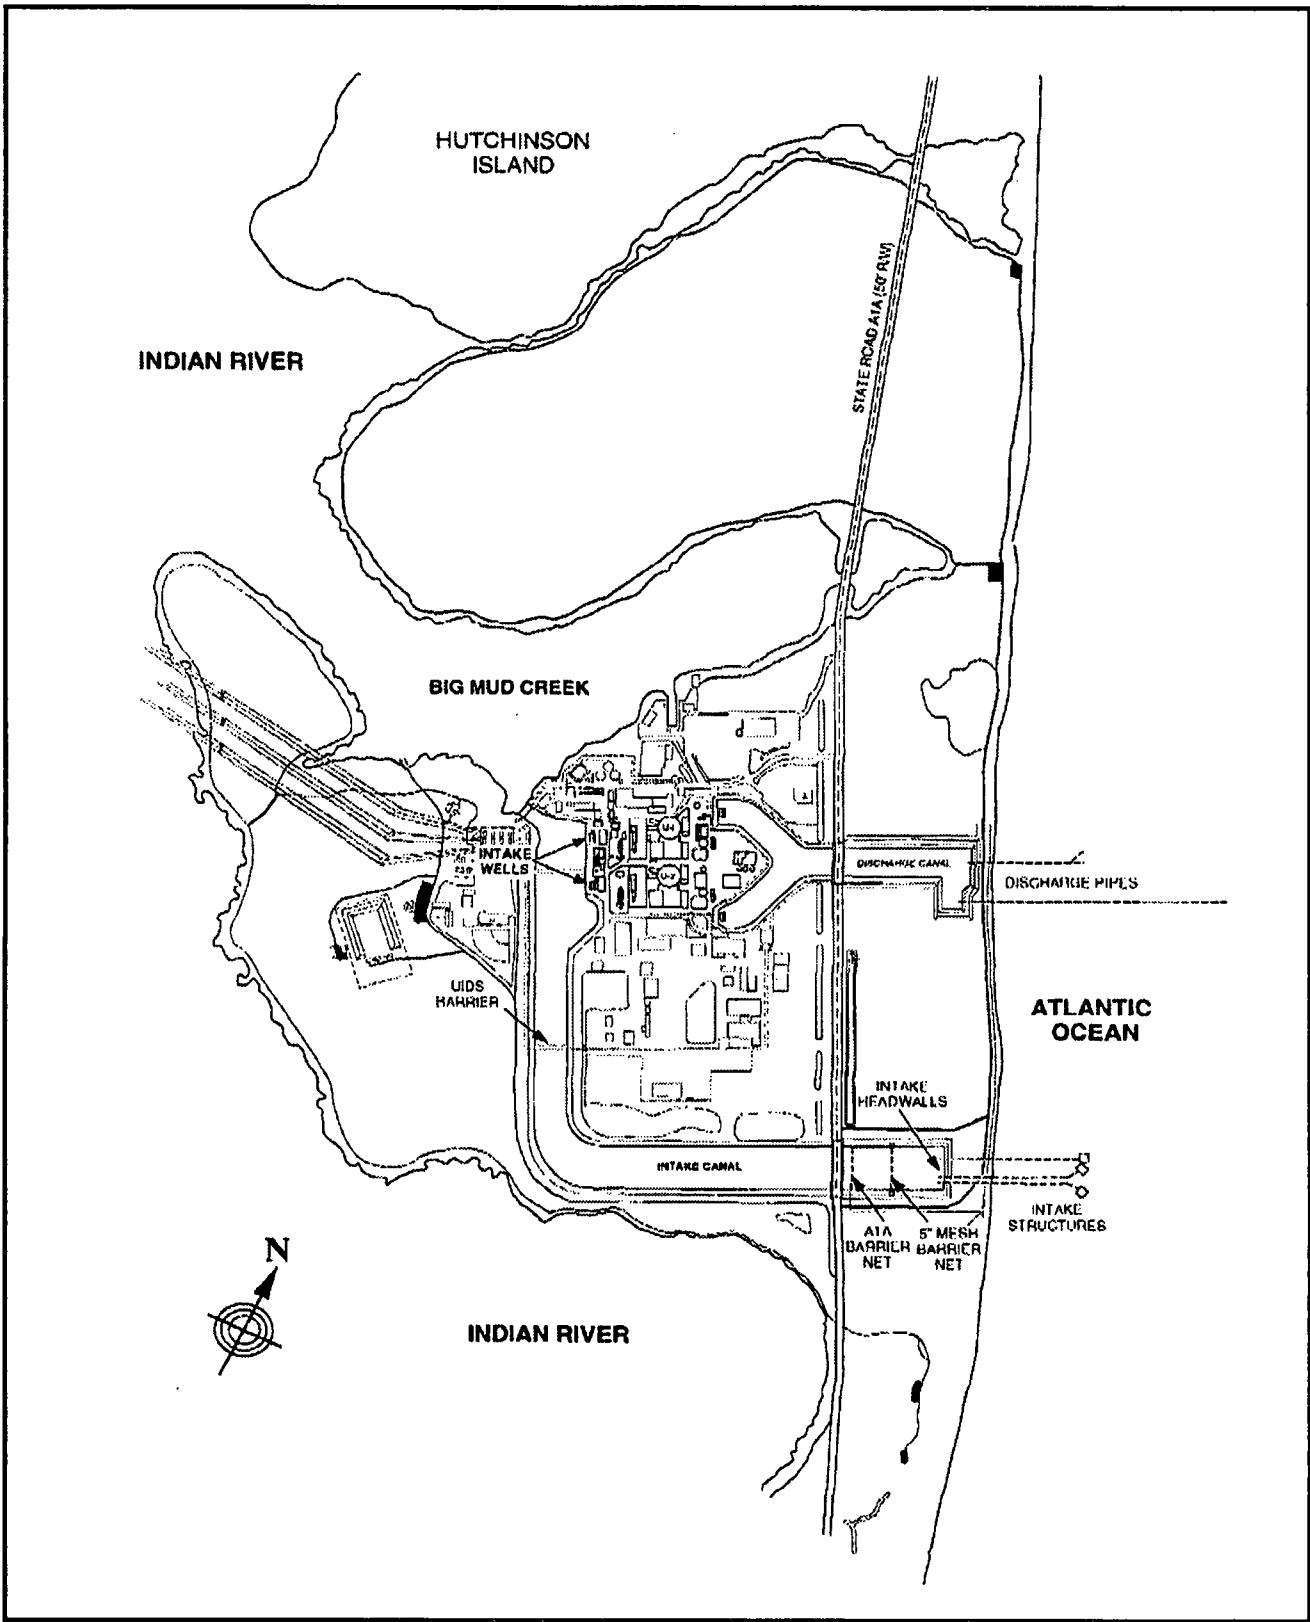 HUTCHINSON
ISLAND
INDIAN RIVER
STATE ROAD A1A (50' R/W)
BIG MUD CREEK
INTAKE
WELLS
DISCHARGE CANAL
DISCHARGE PIPES
UIDS
BARRIER
ATLANTIC
OCEAN
INTAKE
HEADWALLS
INTAKE CANAL
INTAKE
STRUCTURES
A1A
BARRIER
NET
5" MESH
BARRIER
NET
N
INDIAN RIVER